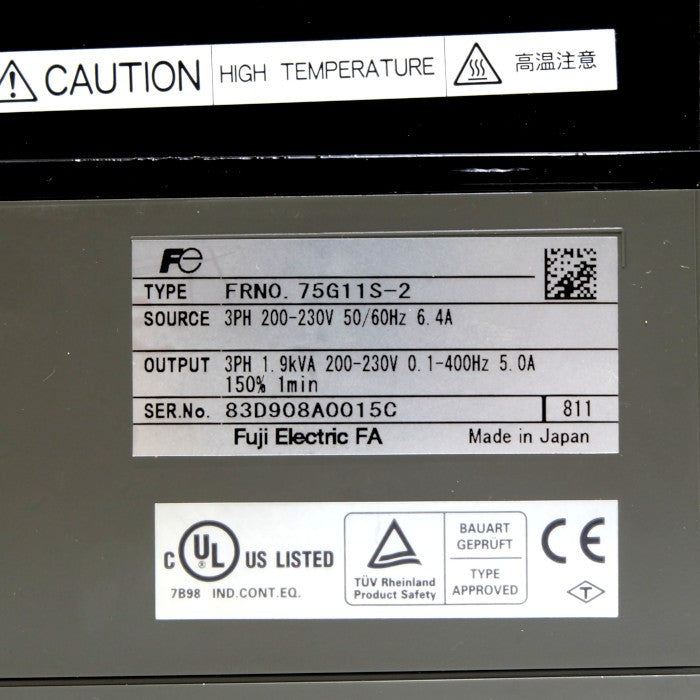 CAUTION HIGH TEMPERATURE 高温注意
Fe
TYPE FRN0.75G11S-2
SOURCE 3PH 200-230V 50/60Hz 6.4A
OUTPUT 3PH 1.9kVA 200-230V 0.1-400Hz 5.0A
150% 1min
SER.No. 83D908A0015C 811
Fuji Electric FA Made in Japan
C UL US LISTED
®
7B98 IND.CONT.EQ.
TÜV Rheinland
Product Safety
BAUART
GEPRÜFT
TYPE
APPROVED
CE
T